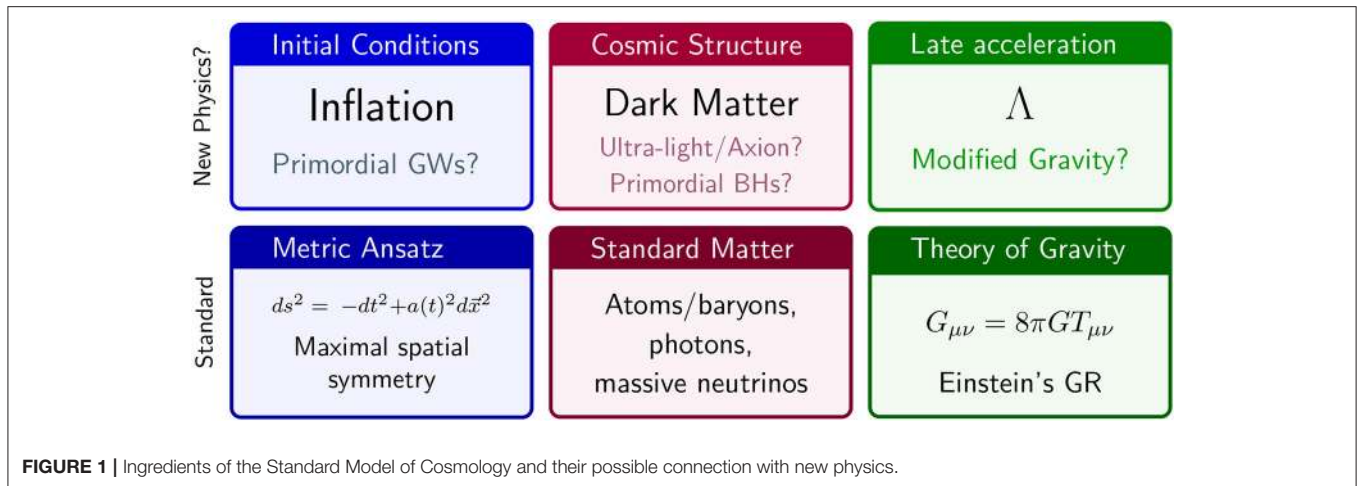 New Physics?
Initial Conditions
Inflation
Primordial GWs?
Cosmic Structure
Dark Matter
Ultra-light/Axion?
Primordial BHs?
Late acceleration
Λ
Modified Gravity?
Standard
Metric Ansatz
ds² = −dt²+a(t)²dx⃗²
Maximal spatial
symmetry
Standard Matter
Atoms/baryons,
photons,
massive neutrinos
Theory of Gravity
Gμν = 8πGTμν
Einstein's GR
FIGURE 1 | Ingredients of the Standard Model of Cosmology and their possible connection with new physics.